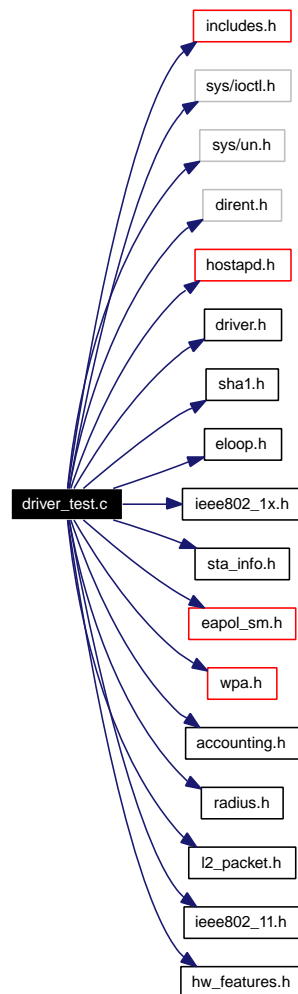 includes.h
sys/ioctl.h
sys/un.h
dirent.h
hostapd.h
driver.h
sha1.h
eloop.h
driver_test.c
ieee802_1x.h
sta_info.h
eapol_sm.h
wpa.h
accounting.h
radius.h
l2_packet.h
ieee802_11.h
hw_features.h